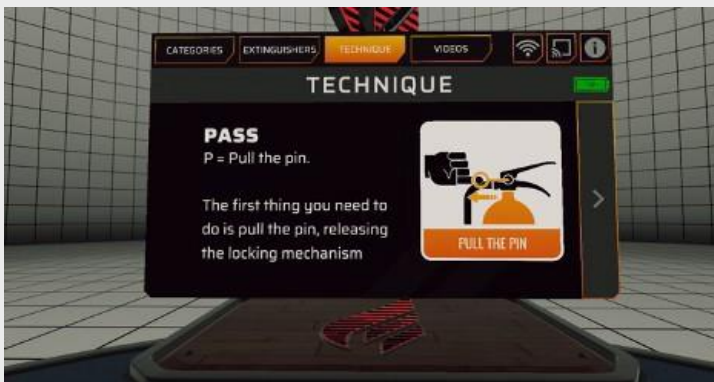 CATEGORIES
EXTINGUISHERS
TECHNIQUE
VIDEOS
TECHNIQUE
PASS
P = Pull the pin.
The first thing you need to
do is pull the pin, releasing
the locking mechanism
PULL THE PIN